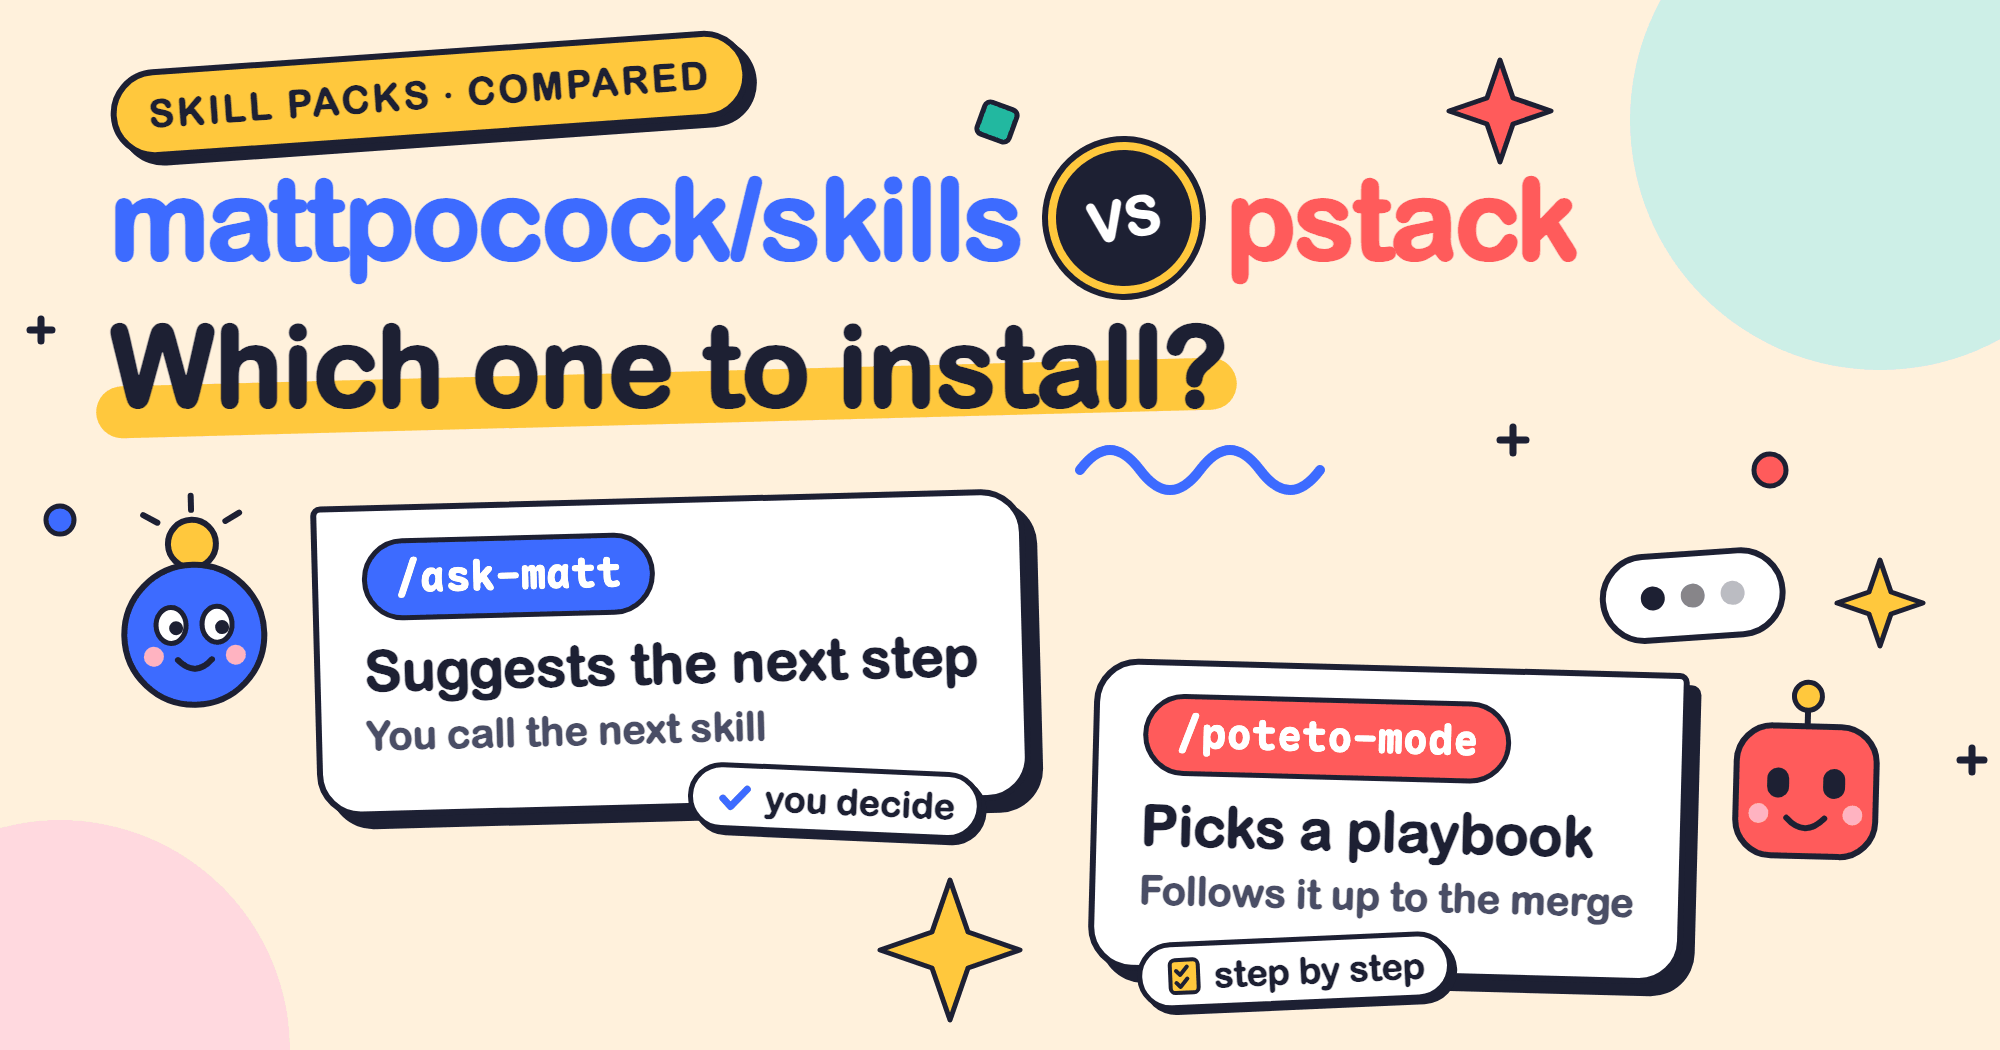 SKILL PACKS · COMPARED
mattpocock/skills VS pstack
Which one to install?
/ask-matt
Suggests the next step
You call the next skill
you decide
/poteto-mode
Picks a playbook
Follows it up to the merge
step by step